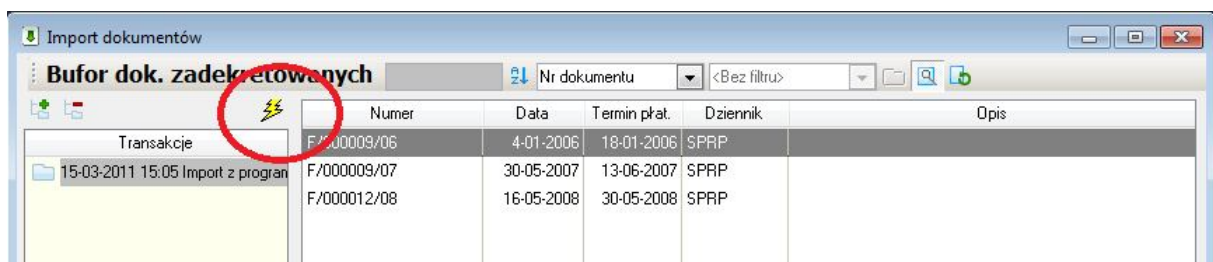 Import dokumentów
Bufor dok. zadekretowanych Nr dokumentu <Bez filtru>
Transakcje Numer Data Termin płat. Dziennik Opis
F/000009/06 4-01-2006 18-01-2006 SPRP
15-03-2011 15:05 Import z program F/000009/07 30-05-2007 13-06-2007 SPRP
F/000012/08 16-05-2008 30-05-2008 SPRP